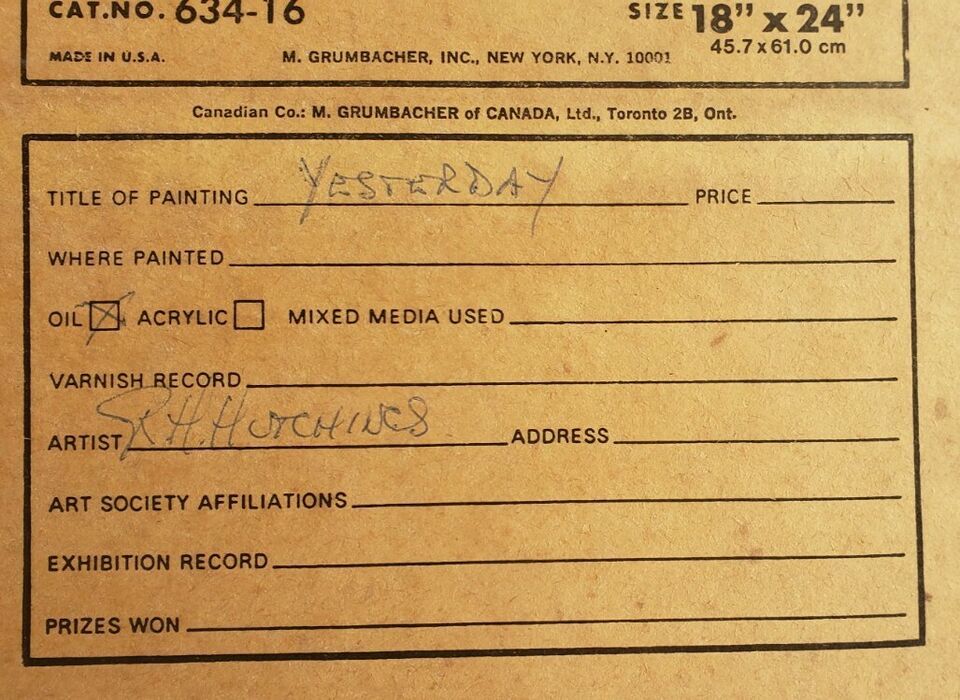 CAT.NO. 634-16 SIZE 18" x 24"
45.7 x 61.0 cm
MADE IN U.S.A. M. GRUMBACHER, INC., NEW YORK, N.Y. 10001
Canadian Co.: M. GRUMBACHER of CANADA, Ltd., Toronto 2B, Ont.
TITLE OF PAINTING YESTERDAY PRICE
WHERE PAINTED
OIL ACRYLIC MIXED MEDIA USED
VARNISH RECORD
ARTIST R.H. HUTCHINGS ADDRESS
ART SOCIETY AFFILIATIONS
EXHIBITION RECORD
PRIZES WON